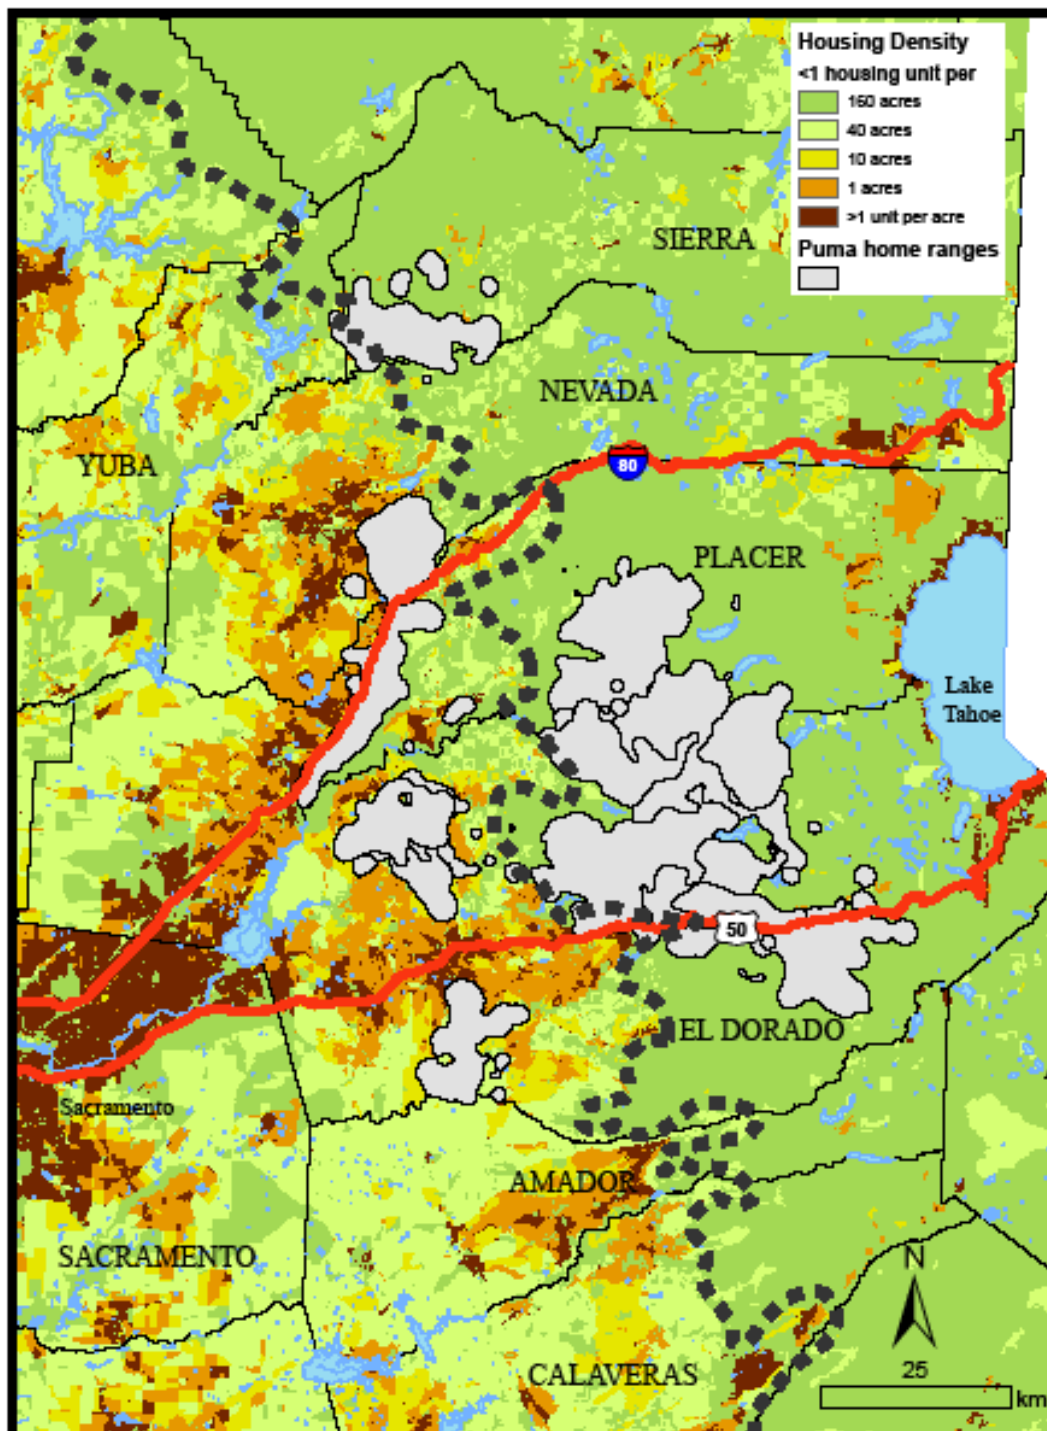 Housing Density
<1 housing unit per
160 acres
40 acres
10 acres
1 acres
>1 unit per acre
Puma home ranges
SIERRA
NEVADA
YUBA
80
PLACER
Lake
Tahoe
50
EL DORADO
Sacramento
AMADOR
SACRAMENTO
N
CALAVERAS
25
km